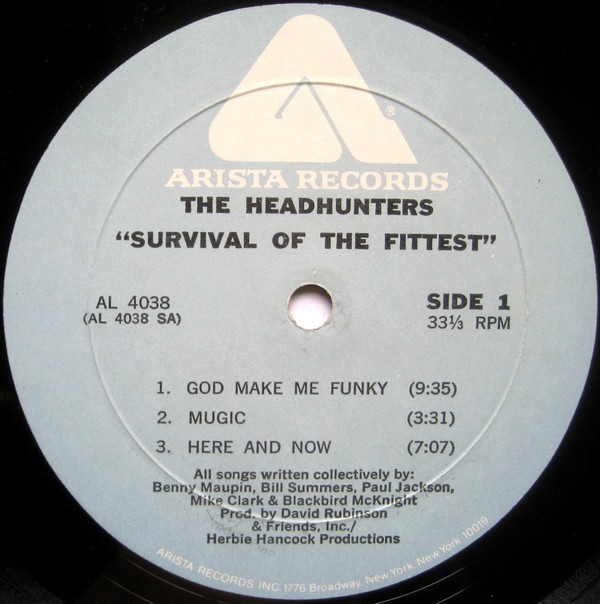 ®
ARISTA RECORDS
THE HEADHUNTERS
“SURVIVAL OF THE FITTEST”
AL 4038
(AL 4038 SA)
SIDE 1
33⅓ RPM
1. GOD MAKE ME FUNKY (9:35)
2. MUGIC (3:31)
3. HERE AND NOW (7:07)
All songs written collectively by:
Benny Maupin, Bill Summers, Paul Jackson,
Mike Clark & Blackbird McKnight
Prod. by David Rubinson
& Friends, Inc./
Herbie Hancock Productions
ARISTA RECORDS INC 1776 Broadway, New York, New York 10019